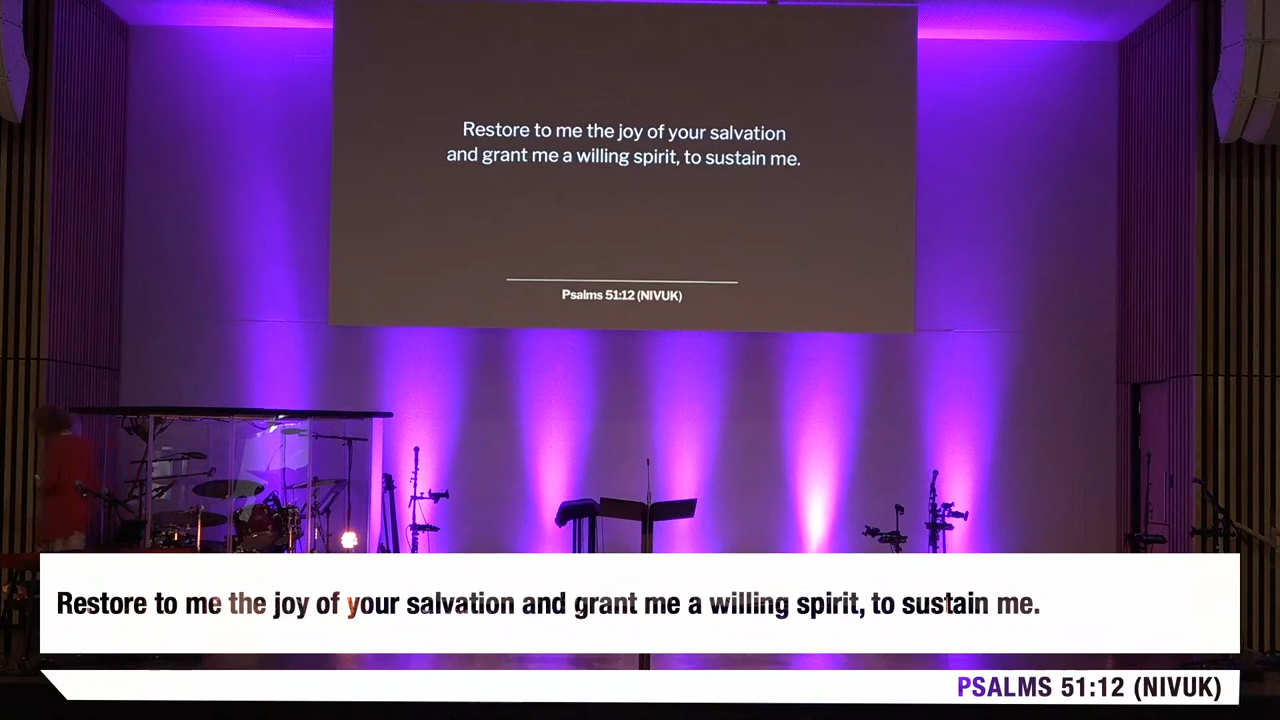 Restore to me the joy of your salvation
and grant me a willing spirit, to sustain me.
Psalms 51:12 (NIVUK)
Restore to me the joy of your salvation and grant me a willing spirit, to sustain me.
PSALMS 51:12 (NIVUK)